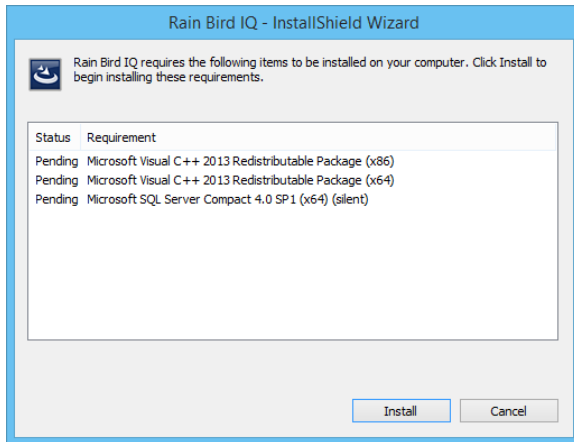 Rain Bird IQ - InstallShield Wizard
Rain Bird IQ requires the following items to be installed on your computer. Click Install to
begin installing these requirements.
Status Requirement
Pending Microsoft Visual C++ 2013 Redistributable Package (x86)
Pending Microsoft Visual C++ 2013 Redistributable Package (x64)
Pending Microsoft SQL Server Compact 4.0 SP1 (x64) (silent)
Install Cancel